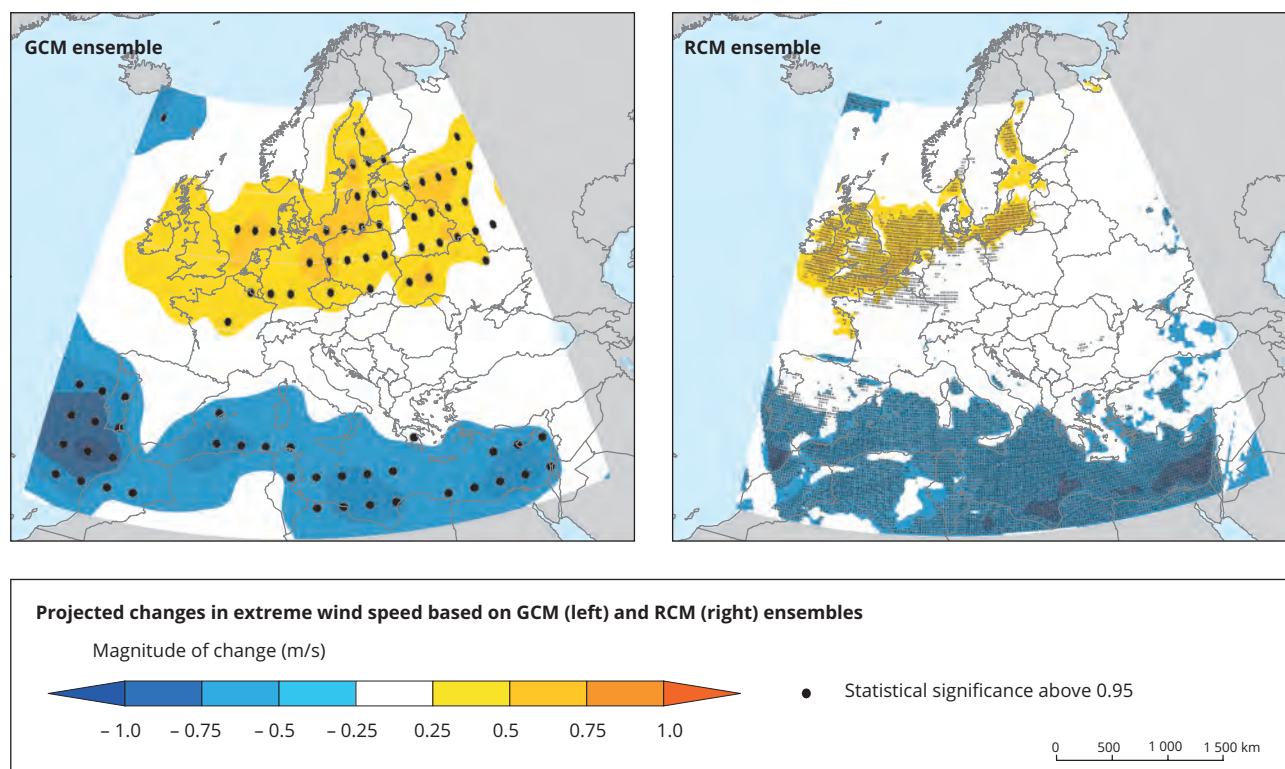 GCM ensemble
RCM ensemble
Projected changes in extreme wind speed based on GCM (left) and RCM (right) ensembles
Magnitude of change (m/s)
– 1.0 – 0.75 – 0.5 – 0.25 0.25 0.5 0.75 1.0
Statistical significance above 0.95
0 500 1 000 1 500 km